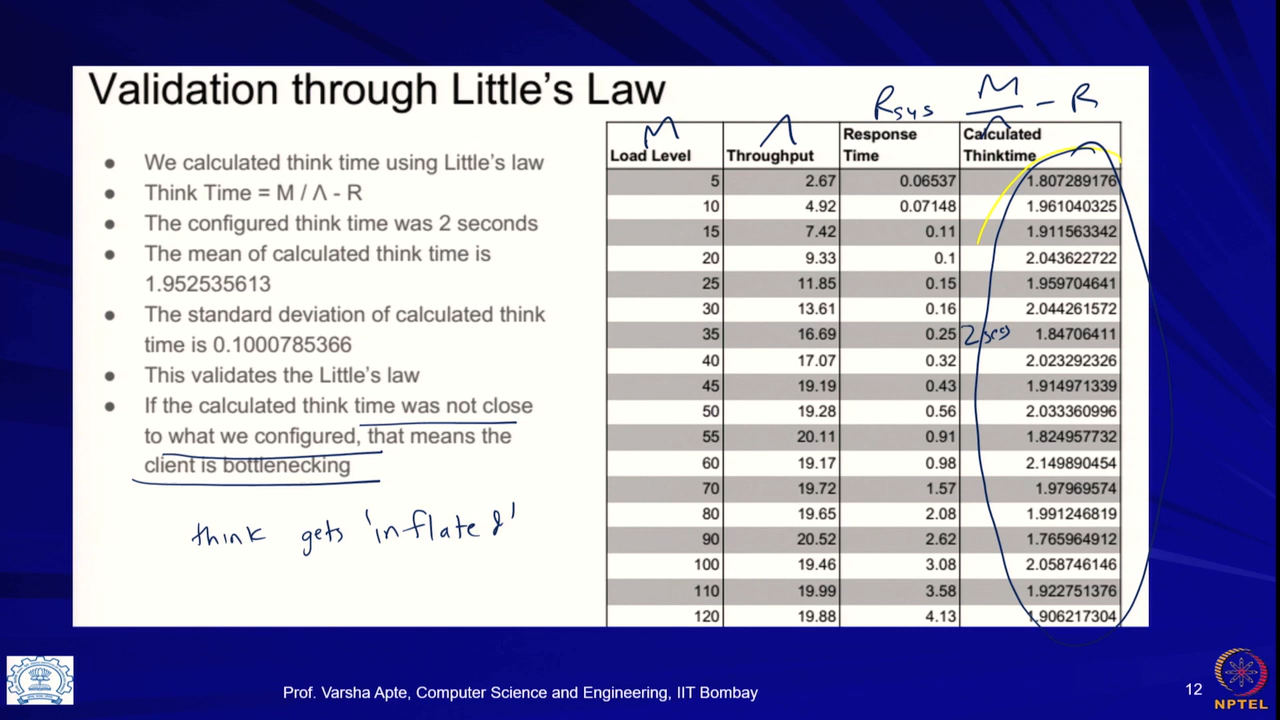 Validation through Little's Law
● We calculated think time using Little's law
● Think Time = M / Λ - R
● The configured think time was 2 seconds
● The mean of calculated think time is
1.952535613
● The standard deviation of calculated think
time is 0.1000785366
● This validates the Little's law
● If the calculated think time was not close
to what we configured, that means the
client is bottlenecking
think gets 'inflated'
M Λ Rsys M/Λ - R
Load Level Throughput Response Time Calculated Thinktime
5 2.67 0.06537 1.807289176
10 4.92 0.07148 1.961040325
15 7.42 0.11 1.911563342
20 9.33 0.1 2.043622722
25 11.85 0.15 1.959704641
30 13.61 0.16 2.044261572
35 16.69 0.25 2 secs 1.84706411
40 17.07 0.32 2.023292326
45 19.19 0.43 1.914971339
50 19.28 0.56 2.033360996
55 20.11 0.91 1.824957732
60 19.17 0.98 2.149890454
70 19.72 1.57 1.97969574
80 19.65 2.08 1.991246819
90 20.52 2.62 1.765964912
100 19.46 3.08 2.058746146
110 19.99 3.58 1.922751376
120 19.88 4.13 1.906217304
Prof. Varsha Apte, Computer Science and Engineering, IIT Bombay
12
NPTEL